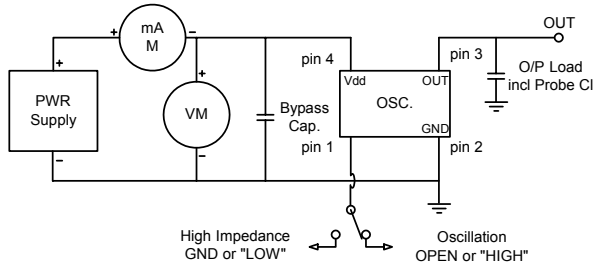 mA
M
+
−
OUT
pin 4
pin 3
+
+
Vdd
OUT
O/P Load
incl Probe Cl
PWR
Supply
VM
Bypass
Cap.
OSC.
GND
−
−
pin 1
pin 2
High Impedance
GND or "LOW"
Oscillation
OPEN or "HIGH"